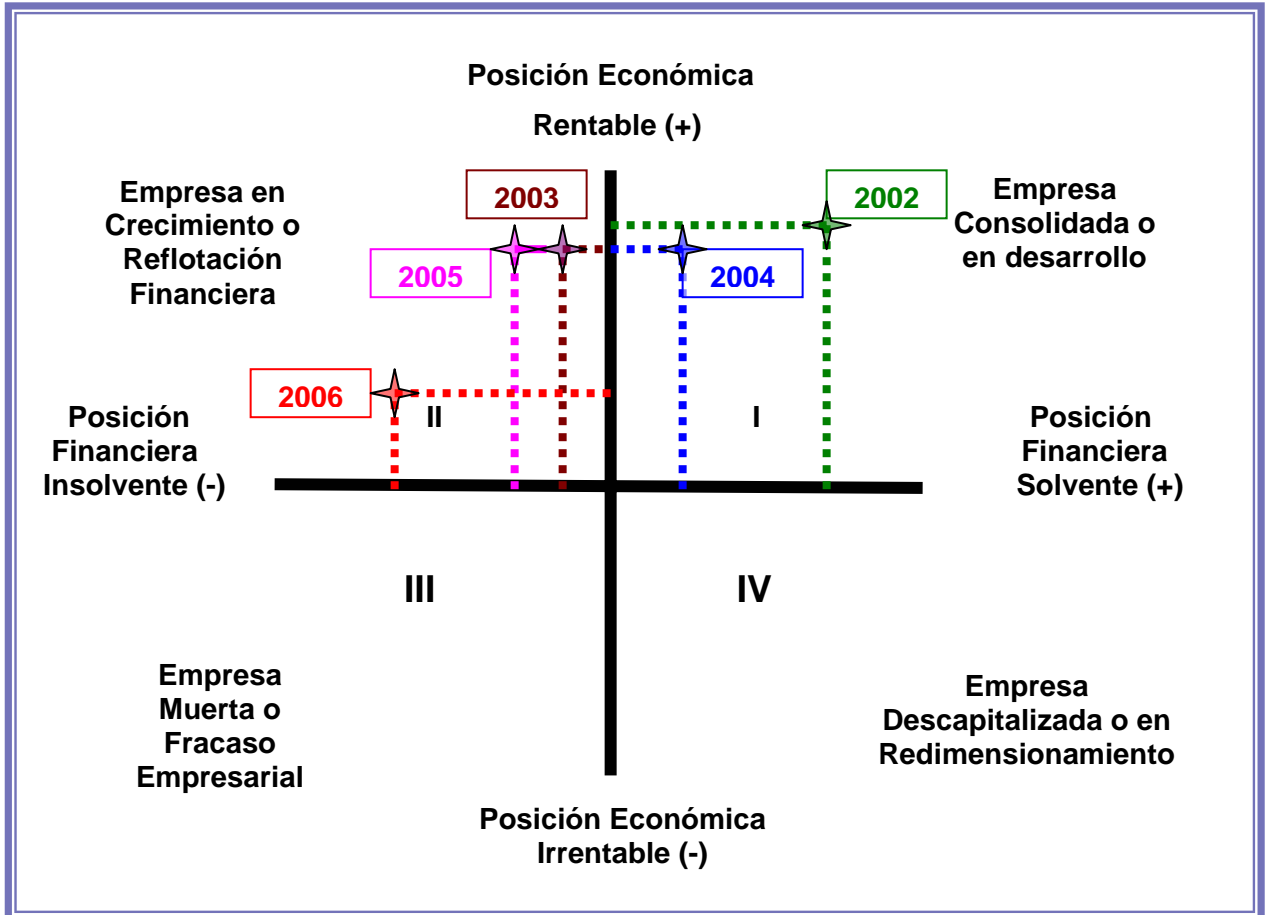 Posición Económica
Rentable (+)
Empresa en
Crecimiento o
Reflotación
Financiera
2003
2002
Empresa
Consolidada o
en desarrollo
2005
2004
2006
II
I
Posición
Financiera
Insolvente (-)
Posición
Financiera
Solvente (+)
III
IV
Empresa
Muerta o
Fracaso
Empresarial
Empresa
Descapitalizada o en
Redimensionamiento
Posición Económica
Irrentable (-)